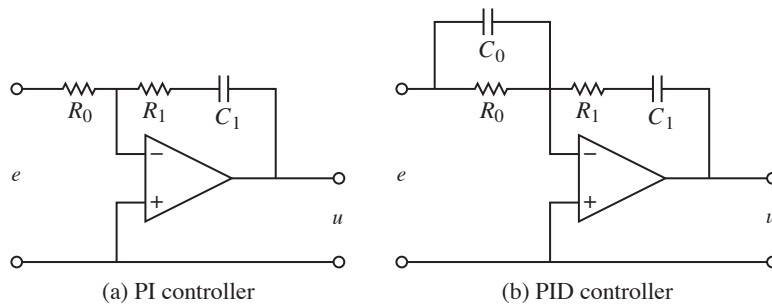 R0
R1
C1
−
+
e
u
(a) PI controller
C0
R0
R1
C1
−
+
e
u
(b) PID controller